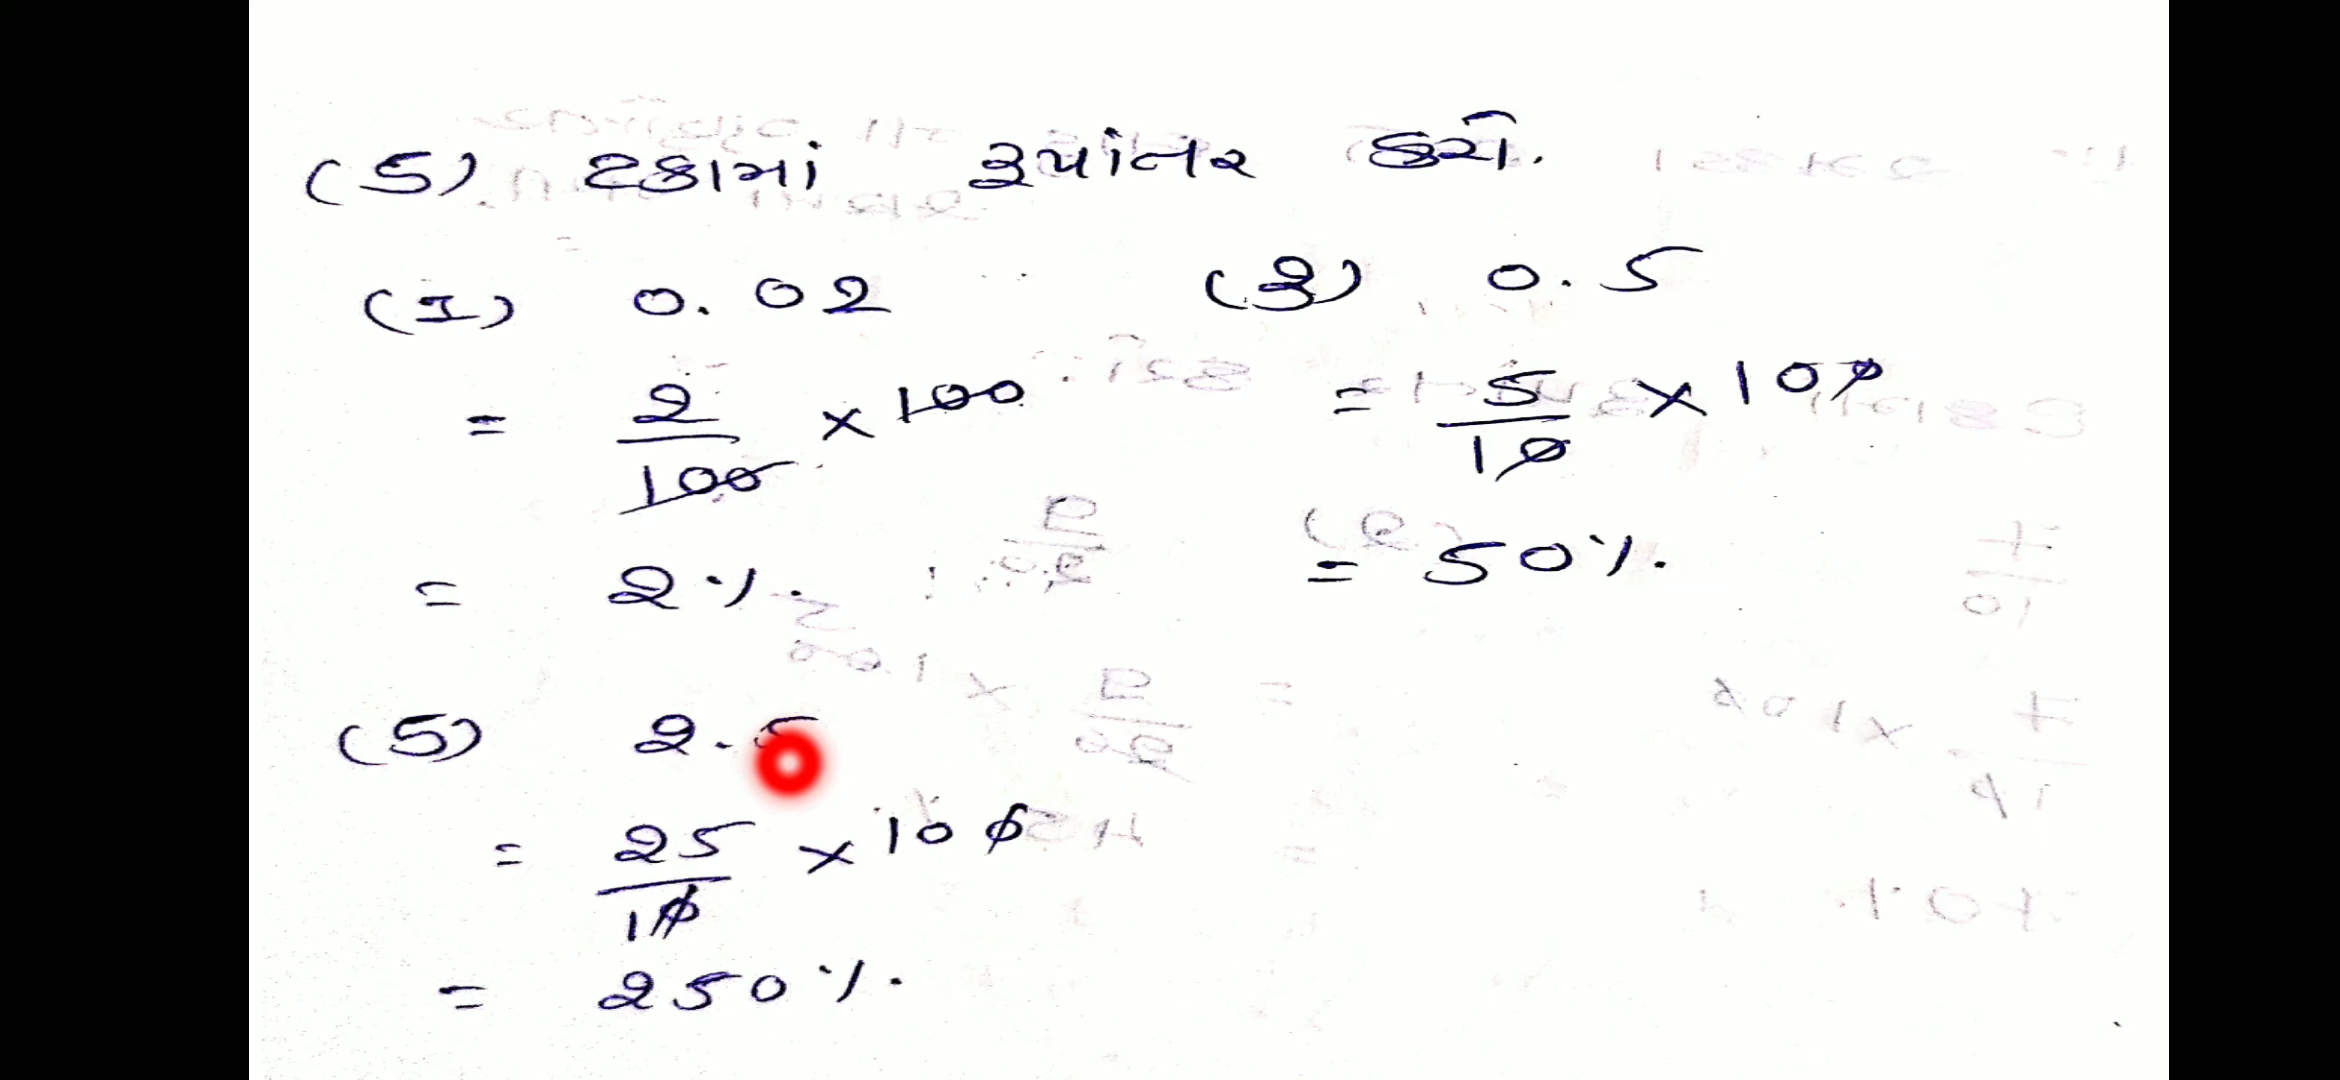 (5) ટકામાં રૂપાંતર કરો.
(1) 0.02 (3) 0.5
= 2/100 × 100 = 5/10 × 100
= 2% = 50%
(5) 2.5
= 25/10 × 100
= 250%